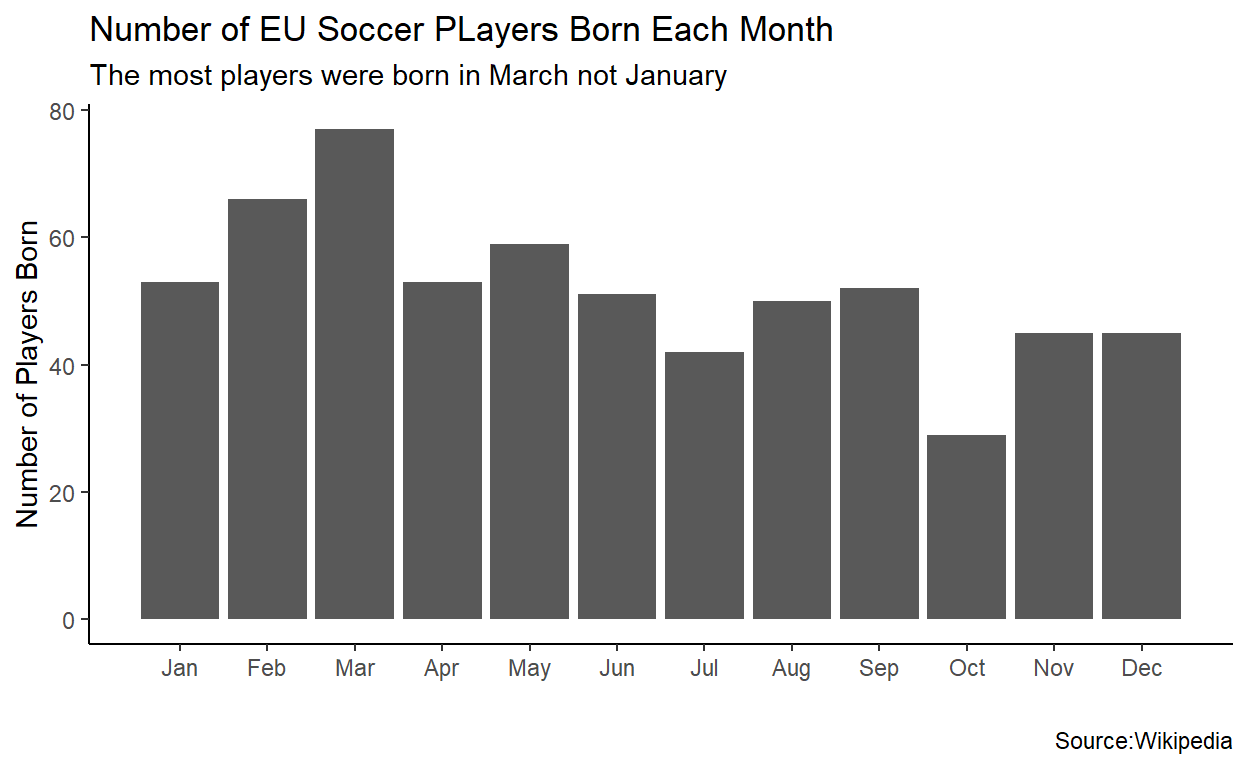 Number of EU Soccer PLayers Born Each Month
The most players were born in March not January
Number of Players Born
80
60
40
20
0
Jan Feb Mar Apr May Jun Jul Aug Sep Oct Nov Dec
Source:Wikipedia